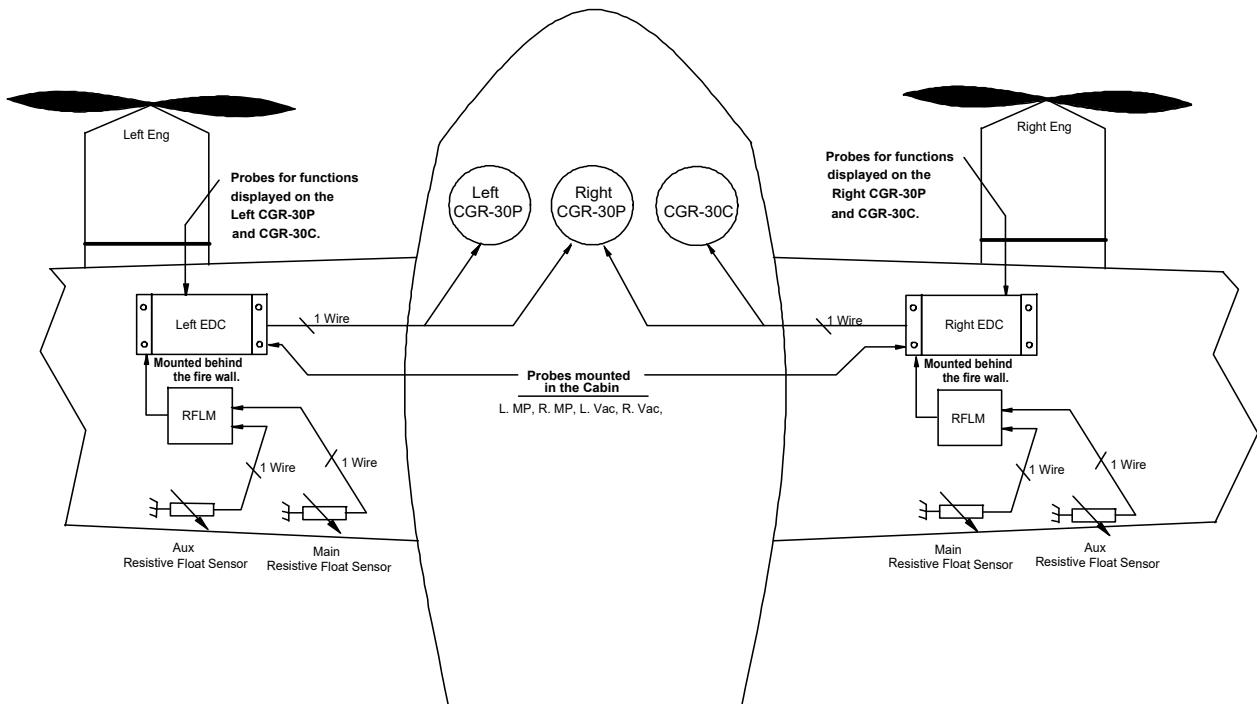 Left Eng
Right Eng
Probes for functions
displayed on the
Left CGR-30P
and CGR-30C.
Left
CGR-30P
Right
CGR-30P
CGR-30C
Probes for functions
displayed on the
Right CGR-30P
and CGR-30C.
Left EDC
1 Wire
1 Wire
Right EDC
Mounted behind
the fire wall.
Probes mounted
in the Cabin
L. MP, R. MP, L. Vac, R. Vac,
Mounted behind
the fire wall.
RFLM
1 Wire
1 Wire
Aux
Resistive Float Sensor
Main
Resistive Float Sensor
RFLM
1 Wire
1 Wire
Main
Resistive Float Sensor
Aux
Resistive Float Sensor